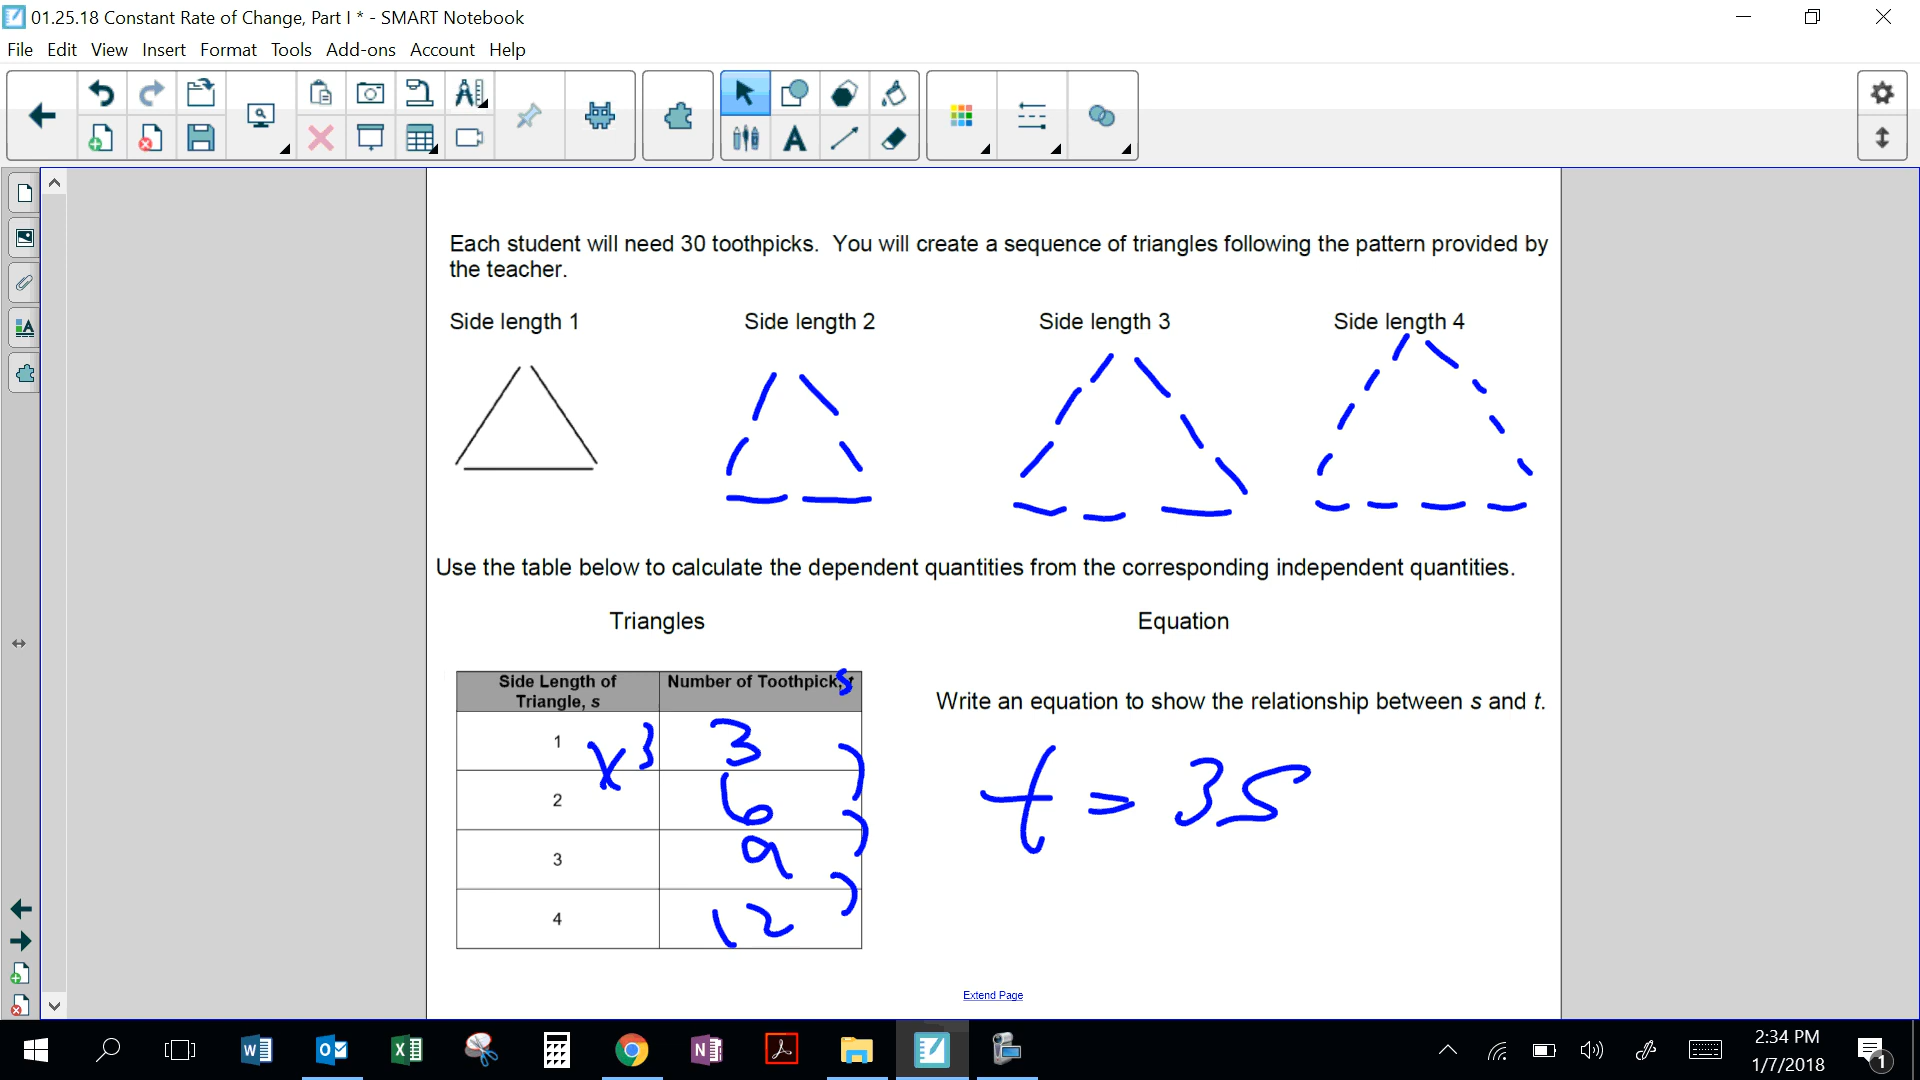 01.25.18 Constant Rate of Change, Part I * - SMART Notebook
File Edit View Insert Format Tools Add-ons Account Help
Each student will need 30 toothpicks. You will create a sequence of triangles following the pattern provided by
the teacher.
Side length 1 Side length 2 Side length 3 Side length 4
Use the table below to calculate the dependent quantities from the corresponding independent quantities.
Triangles Equation
Side Length of Triangle, s Number of Toothpicks
Write an equation to show the relationship between s and t.
1 x3 3
2 6
3 9
4 12
t = 3s
Extend Page
2:34 PM
1/7/2018
1